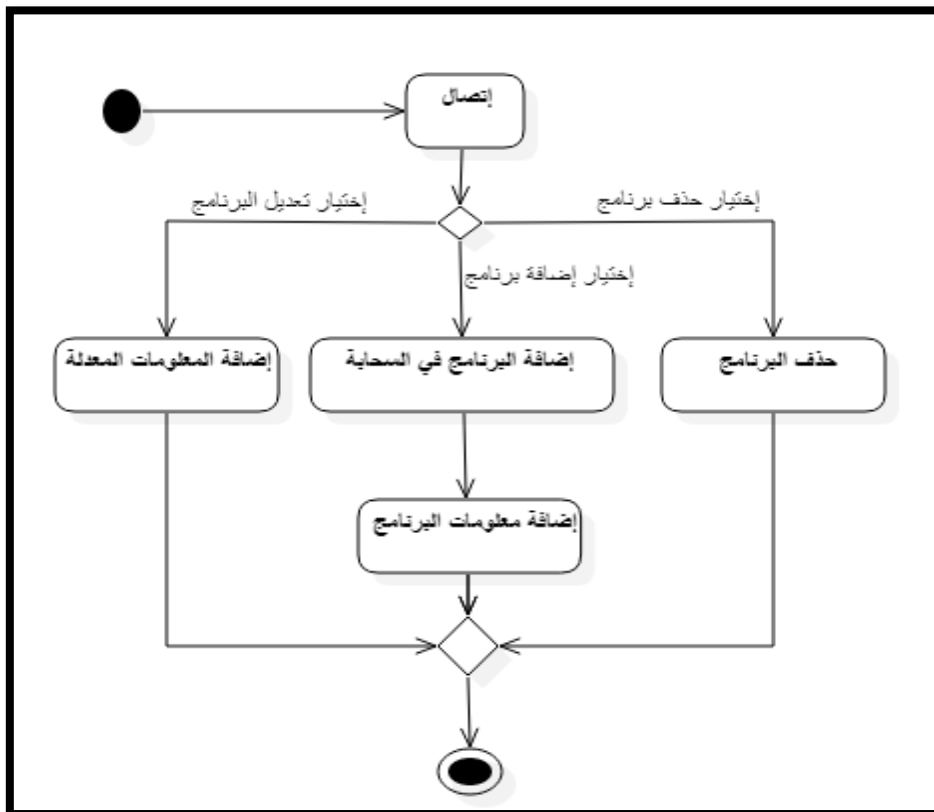 إتصال
إختيار حذف برنامج
إختيار تعديل البرنامج
إختيار إضافة برنامج
حذف البرنامج
إضافة البرنامج في السحابة
إضافة المعلومات المعدلة
إضافة معلومات البرنامج